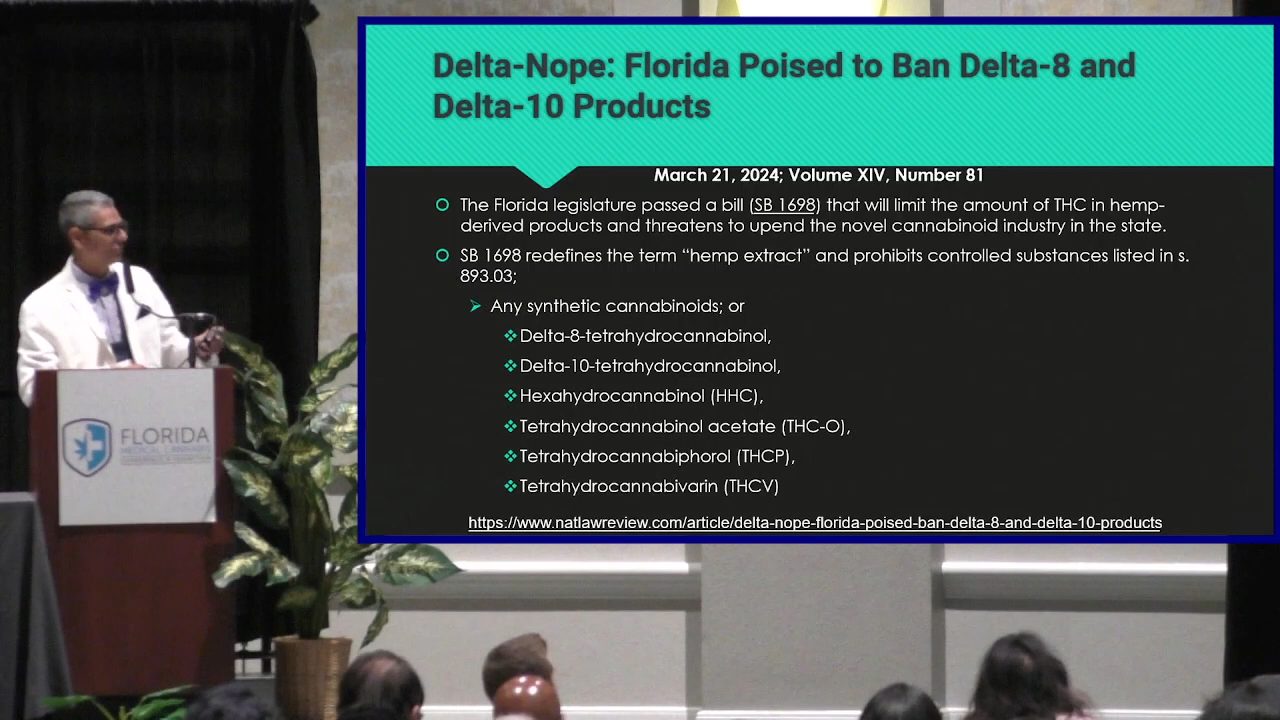 Delta-Nope: Florida Poised to Ban Delta-8 and
Delta-10 Products
March 21, 2024; Volume XIV, Number 81
The Florida legislature passed a bill (SB 1698) that will limit the amount of THC in hemp-
derived products and threatens to upend the novel cannabinoid industry in the state.
SB 1698 redefines the term “hemp extract” and prohibits controlled substances listed in s.
893.03;
Any synthetic cannabinoids; or
Delta-8-tetrahydrocannabinol,
Delta-10-tetrahydrocannabinol,
Hexahydrocannabinol (HHC),
Tetrahydrocannabinol acetate (THC-O),
Tetrahydrocannabiphorol (THCP),
Tetrahydrocannabivarin (THCV)
https://www.natlawreview.com/article/delta-nope-florida-poised-ban-delta-8-and-delta-10-products
FLORIDA
MEDICAL CANNABIS